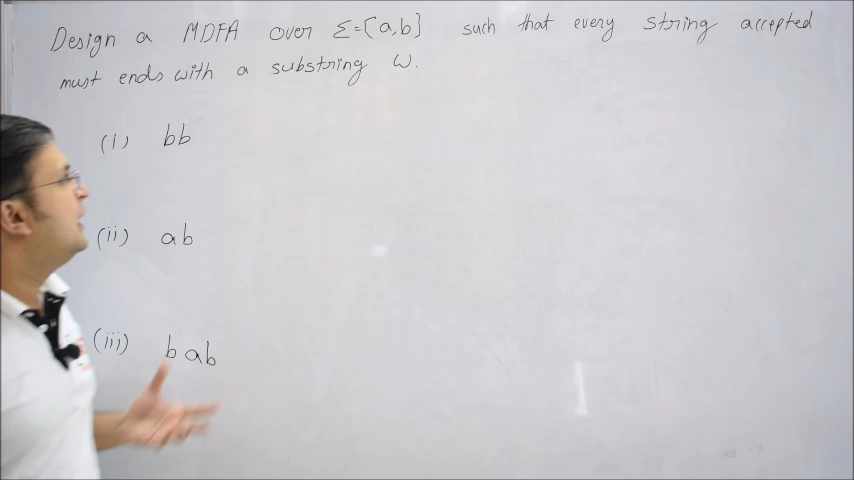 Design a MDFA over Σ={a,b} such that every string accepted
must ends with a substring ω.
(i) bb
(ii) ab
(iii) bab